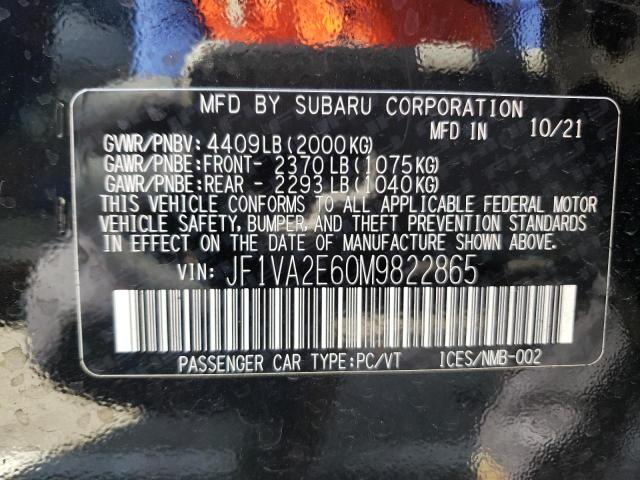 MFD BY SUBARU CORPORATION
MFD IN 10/21
GVWR/PNBV: 4409LB(2000KG)
GAWR/PNBE:FRONT- 2370LB(1075KG)
GAWR/PNBE:REAR - 2293LB(1040KG)
THIS VEHICLE CONFORMS TO ALL APPLICABLE FEDERAL MOTOR
VEHICLE SAFETY, BUMPER, AND THEFT PREVENTION STANDARDS
IN EFFECT ON THE DATE OF MANUFACTURE SHOWN ABOVE.
VIN: JF1VA2E60M9822865
PASSENGER CAR TYPE:PC/VT ICES/NMB-002